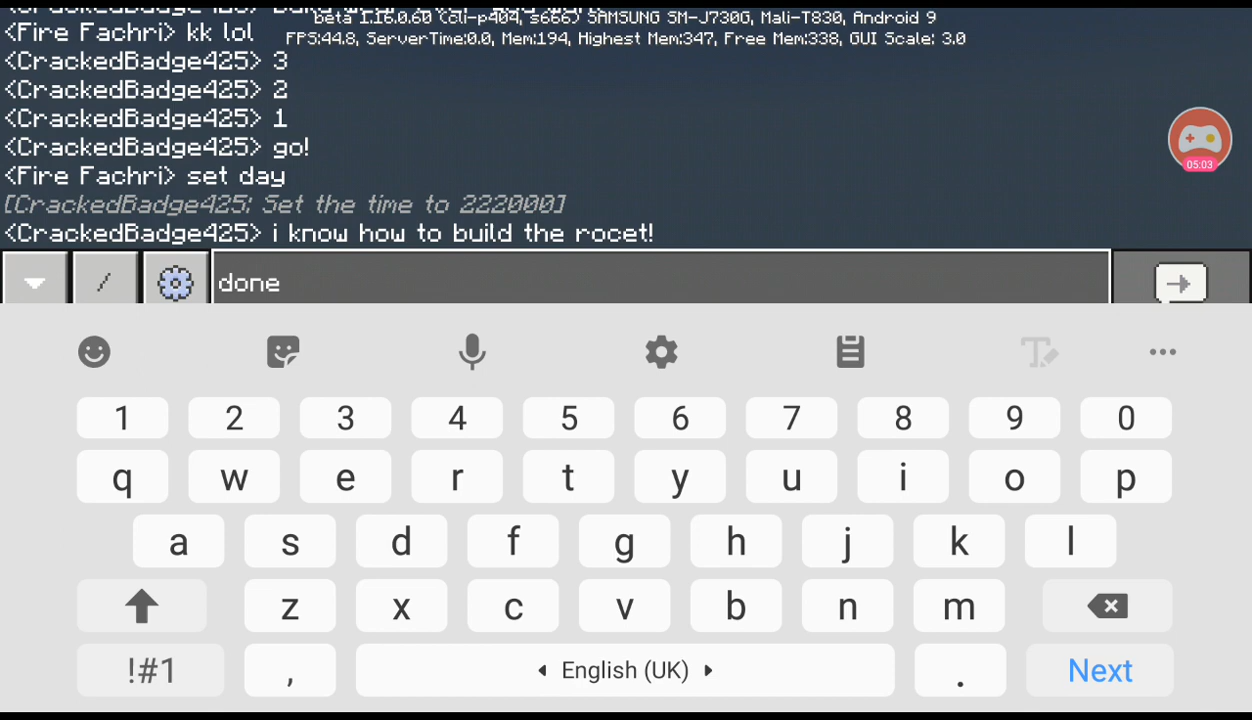 beta 1.16.0.60 (cli-p404, s666) SAMSUNG SM-J730G, Mali-T830, Android 9
<Fire Fachri> kk lol
FPS:44.8, ServerTime:0.0, Mem:194, Highest Mem:347, Free Mem:338, GUI Scale: 3.0
<CrackedBadge425> 3
<CrackedBadge425> 2
<CrackedBadge425> 1
<CrackedBadge425> go!
05:03
<Fire Fachri> set day
[CrackedBadge425: Set the time to 222000]
<CrackedBadge425> i know how to build the rocet!
/ done
1 2 3 4 5 6 7 8 9 0
q w e r t y u i o p
a s d f g h j k l
z x c v b n m
!#1 , English (UK) . Next